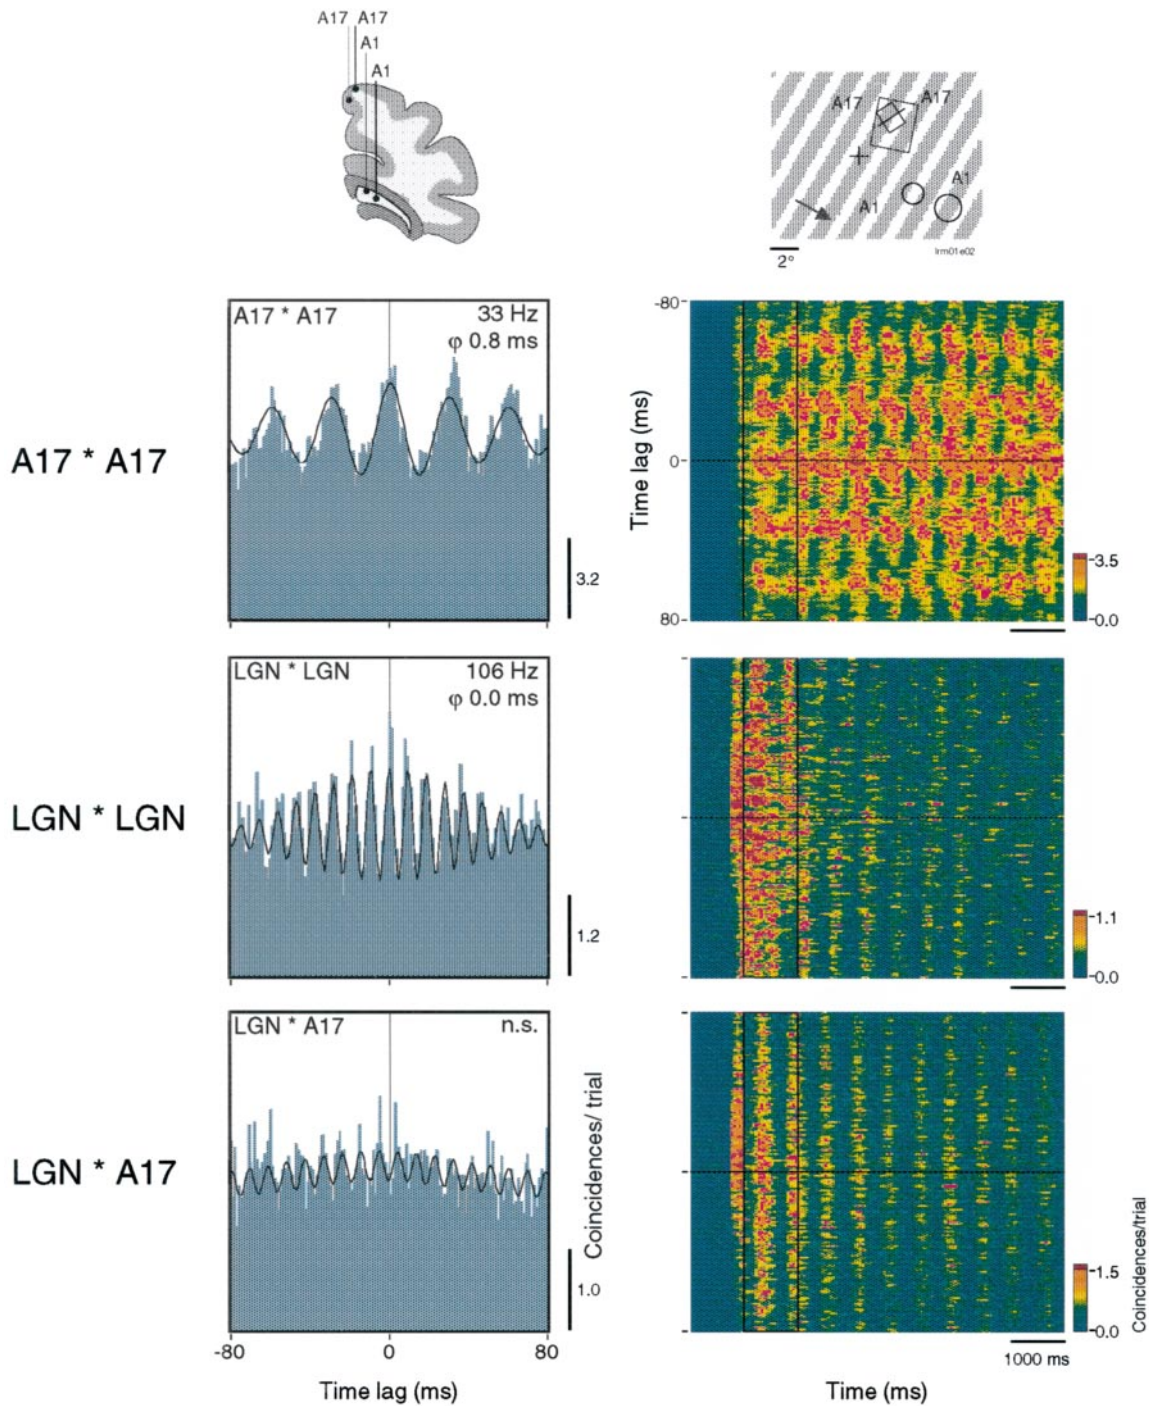 A17 A17
A1
A1
A17
A17
A1
A1
2°
lrm01e02
A17 * A17
A17 * A17
33 Hz
φ 0.8 ms
3.2
Time lag (ms)
-80
0
80
3.5
0.0
LGN * LGN
LGN * LGN
106 Hz
φ 0.0 ms
1.2
1.1
0.0
LGN * A17
LGN * A17
n.s.
Coincidences/ trial
1.0
-80
0
80
Time lag (ms)
1.5
0.0
Coincidences/trial
1000 ms
Time (ms)